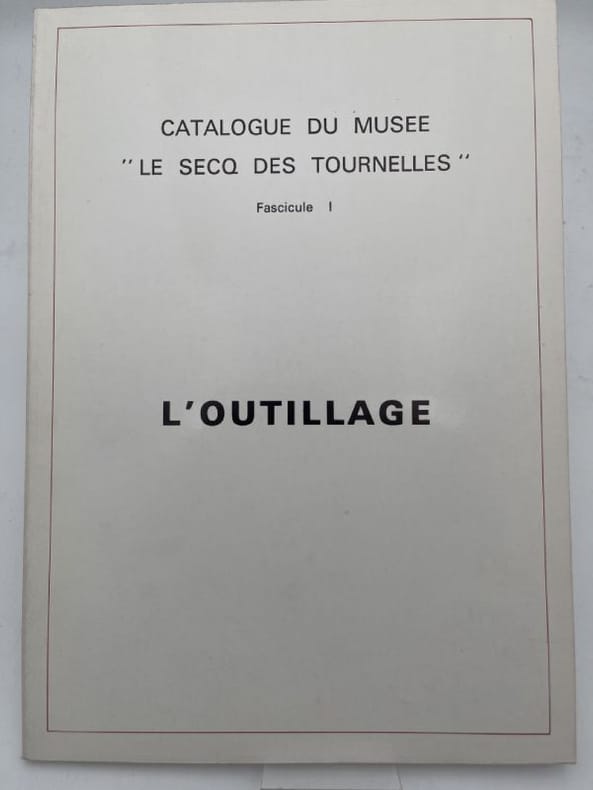 CATALOGUE DU MUSEE
"LE SECQ DES TOURNELLES"
Fascicule I
L'OUTILLAGE